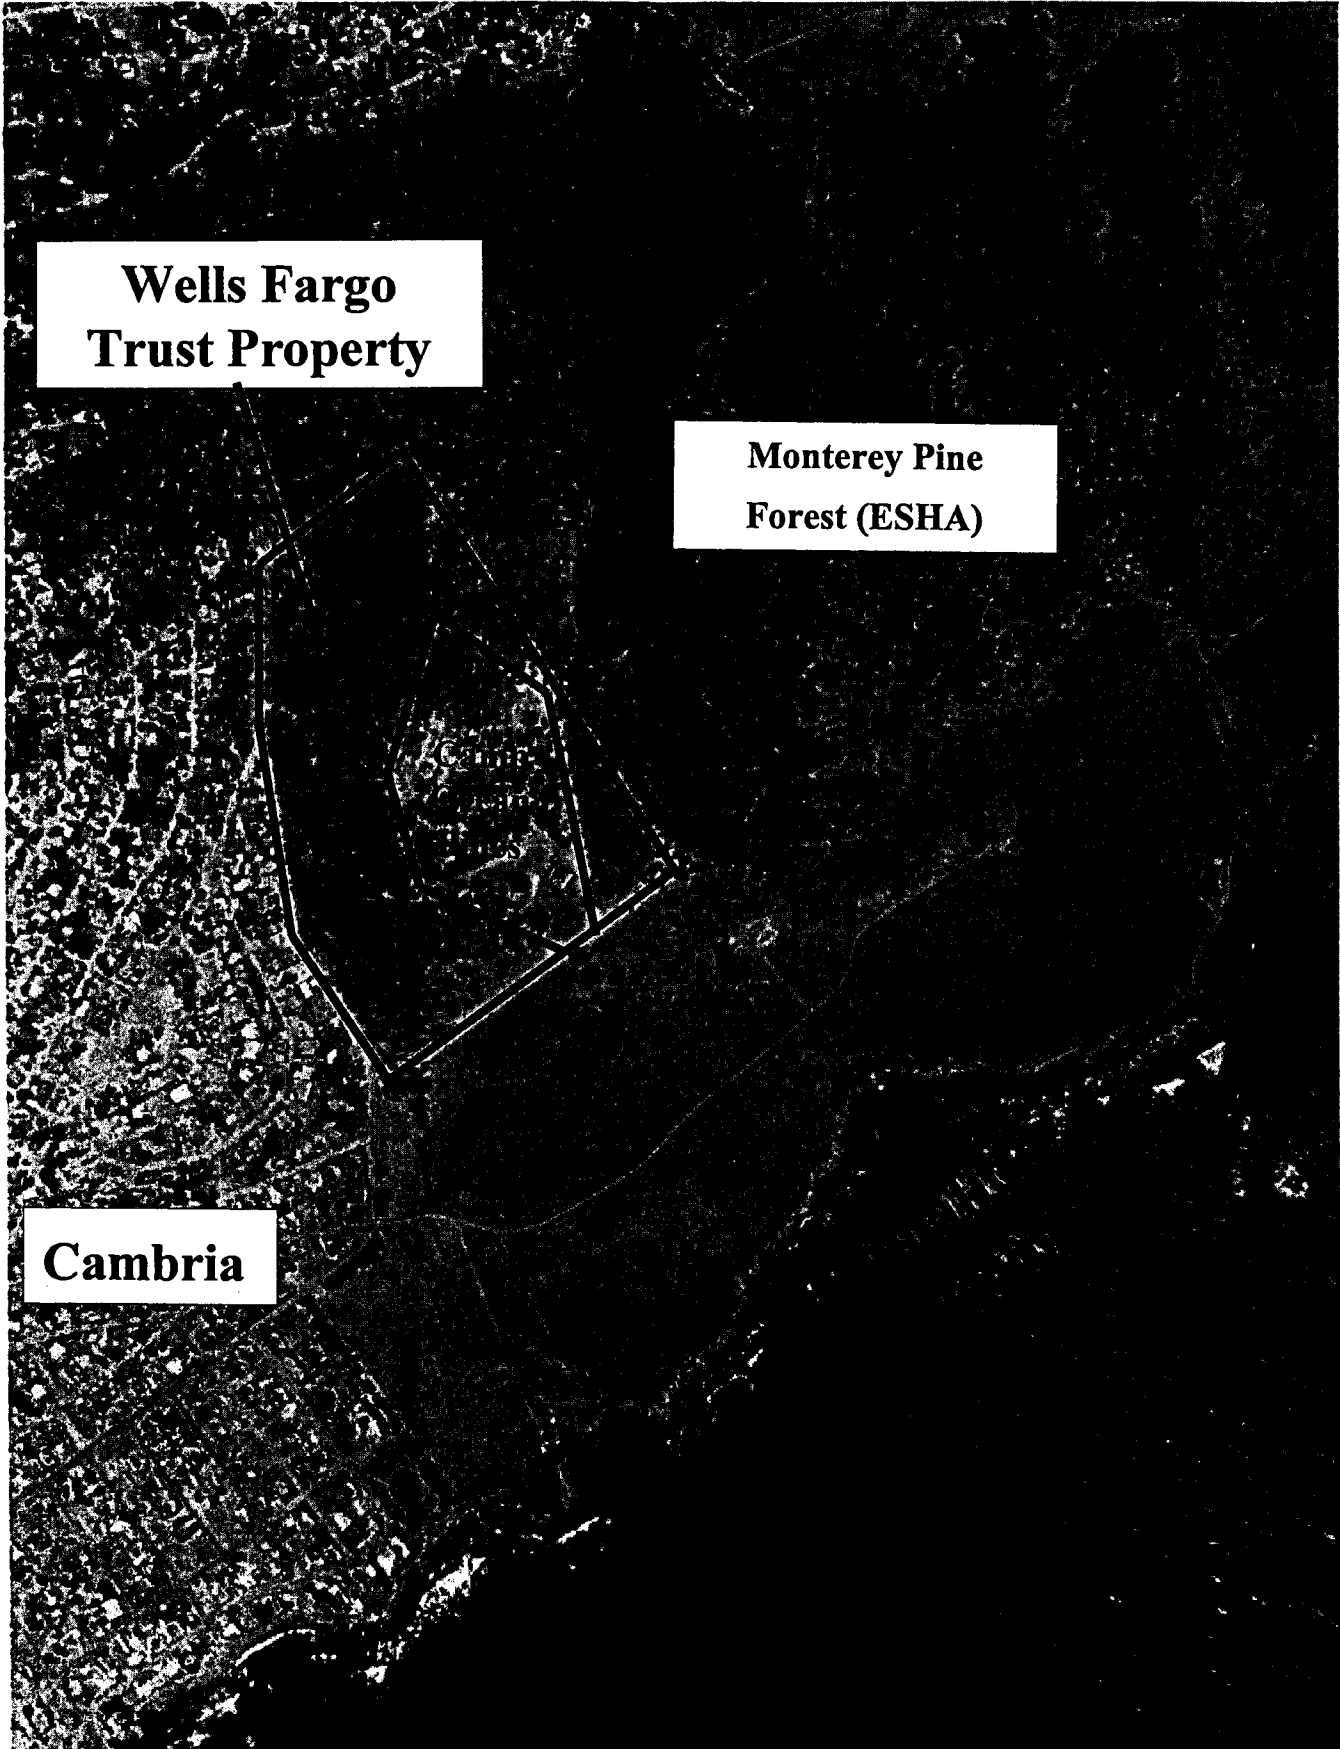 Wells Fargo
Trust Property
Monterey Pine
Forest (ESHA)
Cambria